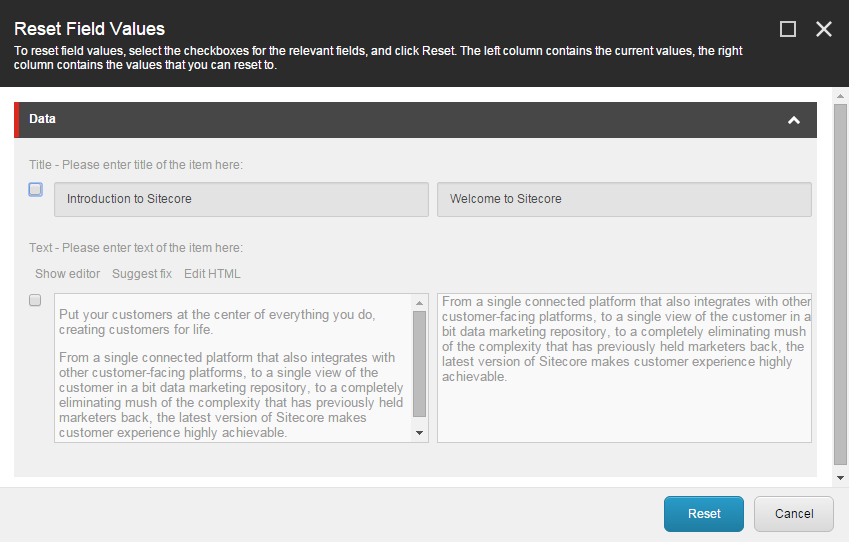 Reset Field Values
To reset field values, select the checkboxes for the relevant fields, and click Reset. The left column contains the current values, the right
column contains the values that you can reset to.
Data
Title - Please enter title of the item here:
Introduction to Sitecore
Welcome to Sitecore
Text - Please enter text of the item here:
Show editor Suggest fix Edit HTML
Put your customers at the center of everything you do,
creating customers for life.
From a single connected platform that also integrates with
other customer-facing platforms, to a single view of the
customer in a bit data marketing repository, to a completely
eliminating mush of the complexity that has previously held
marketers back, the latest version of Sitecore makes
customer experience highly achievable.
From a single connected platform that also integrates with other
customer-facing platforms, to a single view of the customer in a
bit data marketing repository, to a completely eliminating mush
of the complexity that has previously held marketers back, the
latest version of Sitecore makes customer experience highly
achievable.
Reset
Cancel